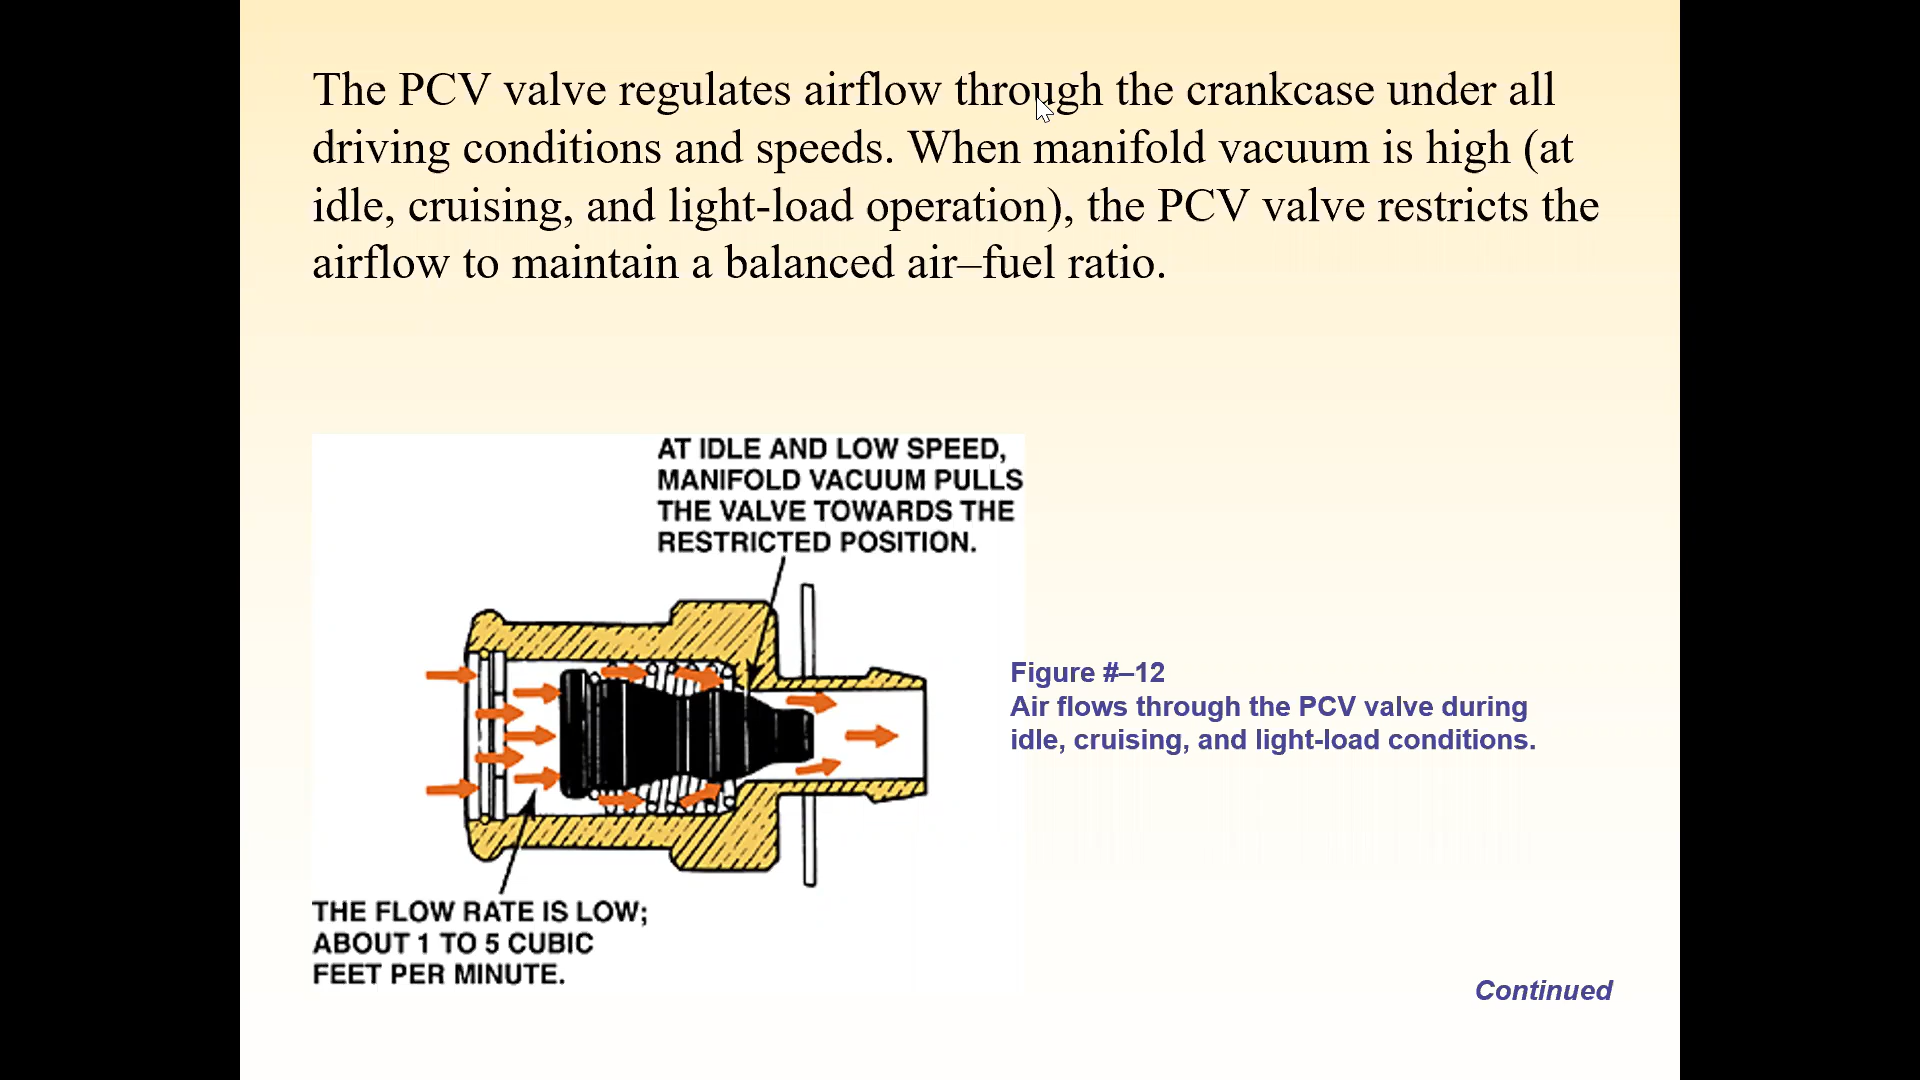 The PCV valve regulates airflow through the crankcase under all
driving conditions and speeds. When manifold vacuum is high (at
idle, cruising, and light-load operation), the PCV valve restricts the
airflow to maintain a balanced air–fuel ratio.
AT IDLE AND LOW SPEED,
MANIFOLD VACUUM PULLS
THE VALVE TOWARDS THE
RESTRICTED POSITION.
Figure #–12
Air flows through the PCV valve during
idle, cruising, and light-load conditions.
THE FLOW RATE IS LOW;
ABOUT 1 TO 5 CUBIC
FEET PER MINUTE.
Continued